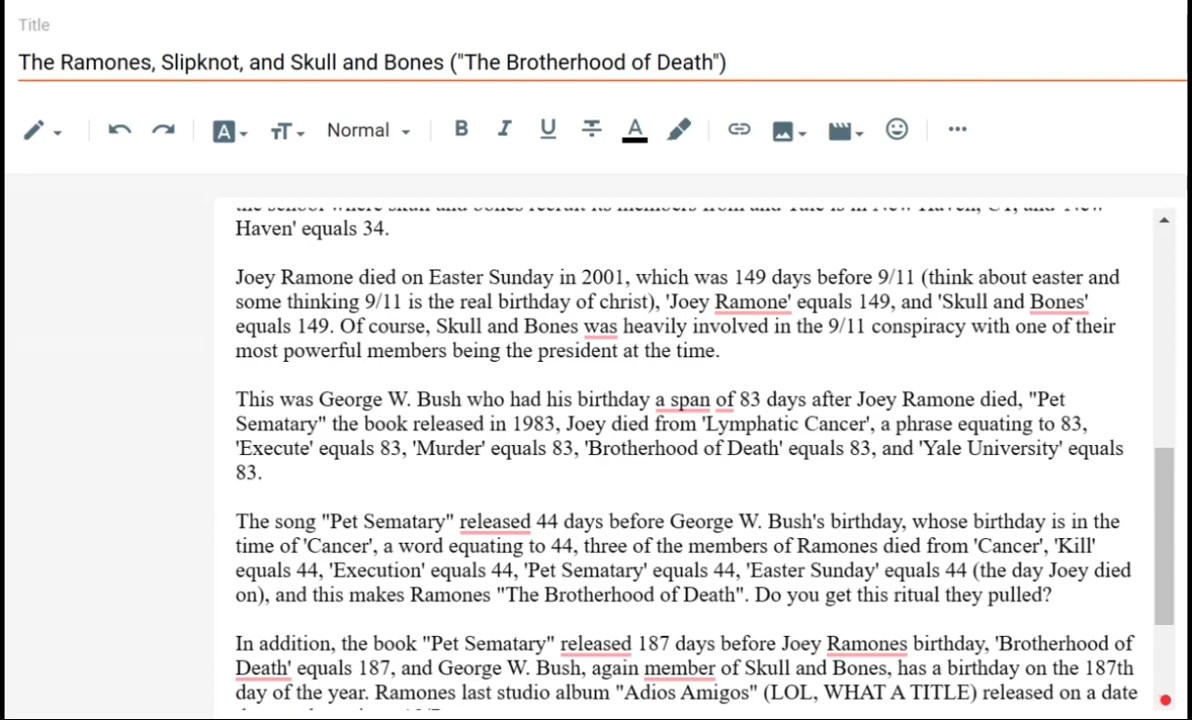 Title
The Ramones, Slipknot, and Skull and Bones ("The Brotherhood of Death")
Normal
B I U A
Haven' equals 34.
Joey Ramone died on Easter Sunday in 2001, which was 149 days before 9/11 (think about easter and
some thinking 9/11 is the real birthday of christ), 'Joey Ramone' equals 149, and 'Skull and Bones'
equals 149. Of course, Skull and Bones was heavily involved in the 9/11 conspiracy with one of their
most powerful members being the president at the time.
This was George W. Bush who had his birthday a span of 83 days after Joey Ramone died, "Pet
Sematary" the book released in 1983, Joey died from 'Lymphatic Cancer', a phrase equating to 83,
'Execute' equals 83, 'Murder' equals 83, 'Brotherhood of Death' equals 83, and 'Yale University' equals
83.
The song "Pet Sematary" released 44 days before George W. Bush's birthday, whose birthday is in the
time of 'Cancer', a word equating to 44, three of the members of Ramones died from 'Cancer', 'Kill'
equals 44, 'Execution' equals 44, 'Pet Sematary' equals 44, 'Easter Sunday' equals 44 (the day Joey died
on), and this makes Ramones "The Brotherhood of Death". Do you get this ritual they pulled?
In addition, the book "Pet Sematary" released 187 days before Joey Ramones birthday, 'Brotherhood of
Death' equals 187, and George W. Bush, again member of Skull and Bones, has a birthday on the 187th
day of the year. Ramones last studio album "Adios Amigos" (LOL, WHAT A TITLE) released on a date